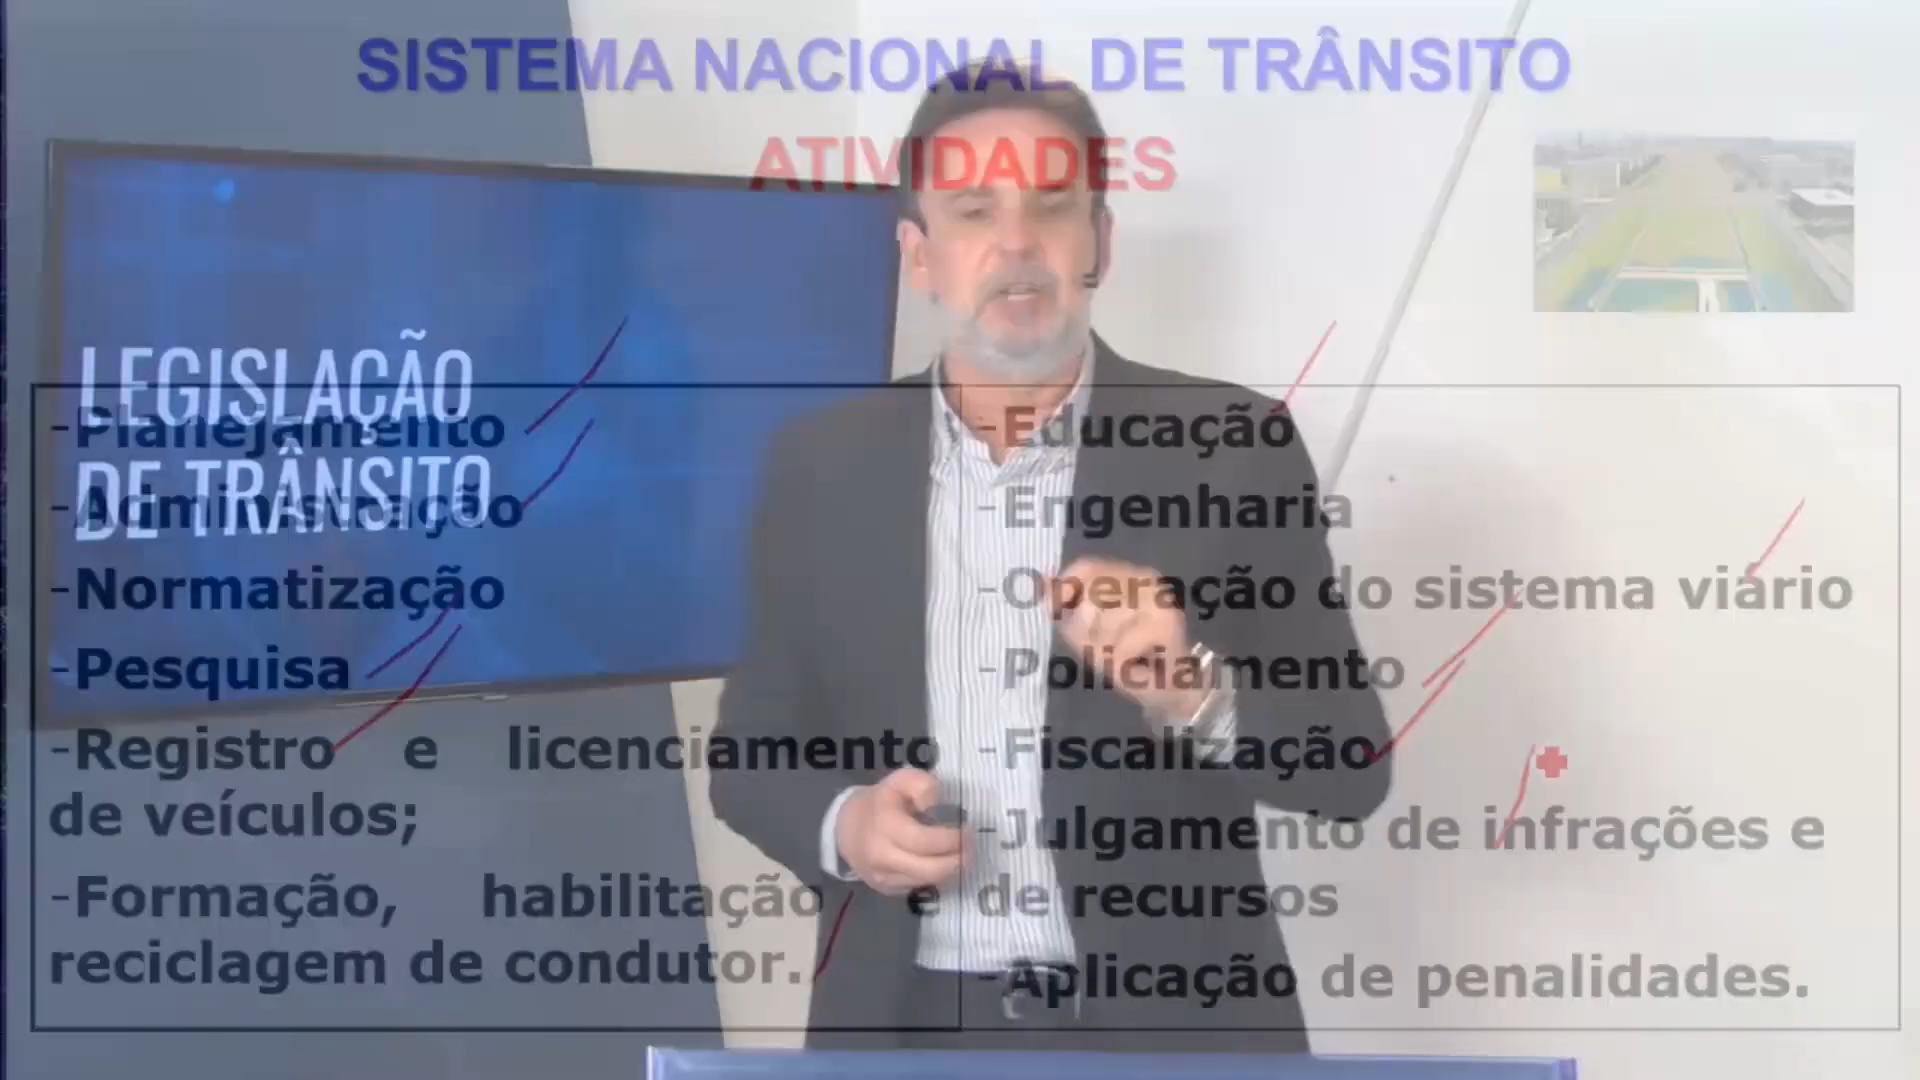 SISTEMA NACIONAL DE TRÂNSITO
ATIVIDADES
LEGISLAÇÃO
DE TRÂNSITO
-Planejamento
-Administração
-Normatização
-Pesquisa
-Registro e licenciamento
de veículos;
-Formação, habilitação e
reciclagem de condutor.
-Educação
-Engenharia
-Operação do sistema viário
-Policiamento
-Fiscalização
-Julgamento de infrações e
de recursos
-Aplicação de penalidades.